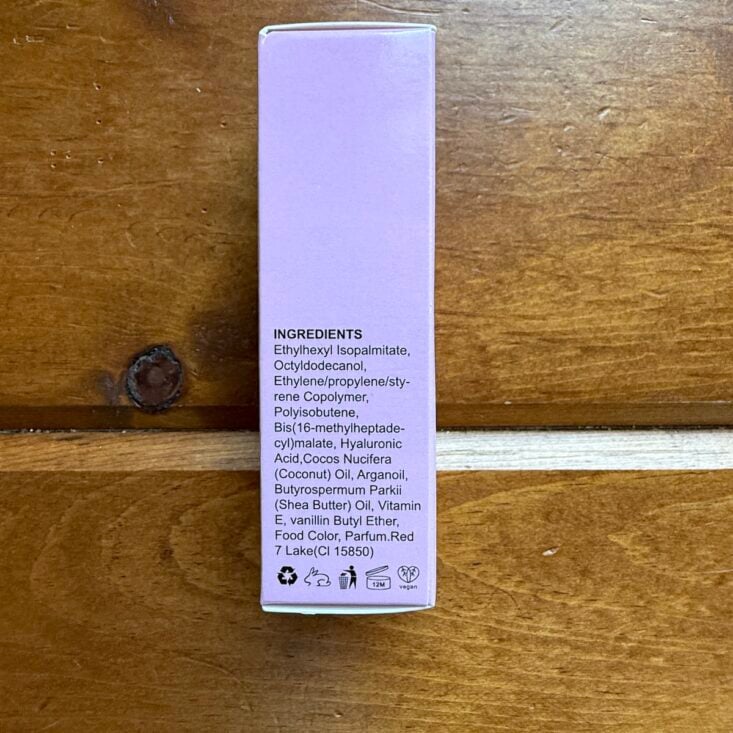 INGREDIENTS
Ethylhexyl Isopalmitate,
Octyldodecanol,
Ethylene/propylene/sty-
rene Copolymer,
Polyisobutene,
Bis(16-methylheptade-
cyl)malate, Hyaluronic
Acid,Cocos Nucifera
(Coconut) Oil, Arganoil,
Butyrospermum Parkii
(Shea Butter) Oil, Vitamin
E, vanillin Butyl Ether,
Food Color, Parfum.Red
7 Lake(Cl 15850)
12M
vegan